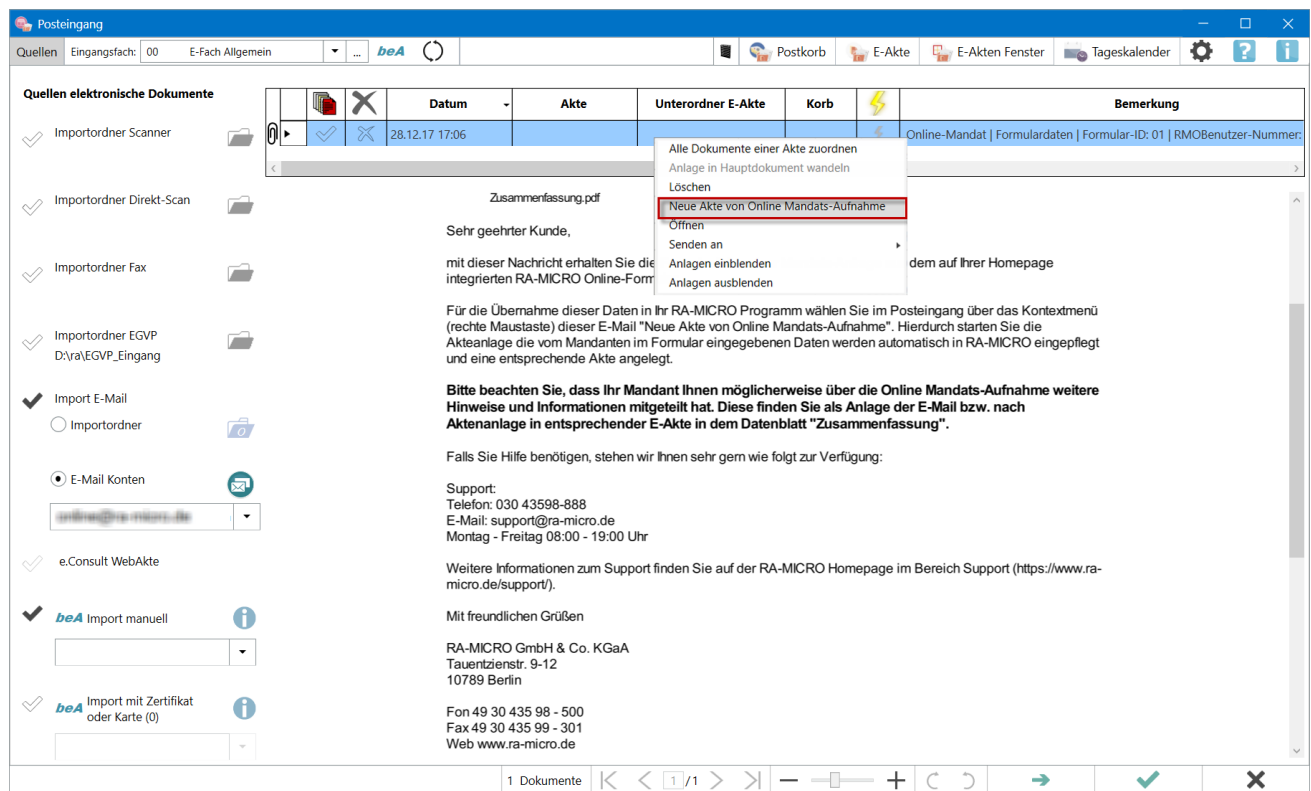 Posteingang
Quellen Eingangsfach: 00 E-Fach Allgemein ... beA Postkorb E-Akte E-Akten Fenster Tageskalender ? i
Quellen elektronische Dokumente
Importordner Scanner
Importordner Direkt-Scan
Importordner Fax
Importordner EGVP
D:\ra\EGVP_Eingang
Import E-Mail
Importordner
E-Mail Konten
e.Consult WebAkte
beA Import manuell
beA Import mit Zertifikat
oder Karte (0)
Datum Akte Unterordner E-Akte Korb Bemerkung
28.12.17 17:06 Online-Mandat | Formulardaten | Formular-ID: 01 | RMOBenutzer-Nummer:
Alle Dokumente einer Akte zuordnen
Anlage in Hauptdokument wandeln
Löschen
Neue Akte von Online Mandats-Aufnahme
Öffnen
Senden an
Anlagen einblenden
Anlagen ausblenden
Zusammenfassung.pdf
Sehr geehrter Kunde,
mit dieser Nachricht erhalten Sie die dem auf Ihrer Homepage
integrierten RA-MICRO Online-Form
Für die Übernahme dieser Daten in Ihr RA-MICRO Programm wählen Sie im Posteingang über das Kontextmenü
(rechte Maustaste) dieser E-Mail "Neue Akte von Online Mandats-Aufnahme". Hierdurch starten Sie die
Akteanlage die vom Mandanten im Formular eingegebenen Daten werden automatisch in RA-MICRO eingepflegt
und eine entsprechende Akte angelegt.
Bitte beachten Sie, dass Ihr Mandant Ihnen möglicherweise über die Online Mandats-Aufnahme weitere
Hinweise und Informationen mitgeteilt hat. Diese finden Sie als Anlage der E-Mail bzw. nach
Aktenanlage in entsprechender E-Akte in dem Datenblatt "Zusammenfassung".
Falls Sie Hilfe benötigen, stehen wir Ihnen sehr gern wie folgt zur Verfügung:
Support:
Telefon: 030 43598-888
E-Mail: support@ra-micro.de
Montag - Freitag 08:00 - 19:00 Uhr
Weitere Informationen zum Support finden Sie auf der RA-MICRO Homepage im Bereich Support (https://www.ra-
micro.de/support/).
Mit freundlichen Grüßen
RA-MICRO GmbH & Co. KGaA
Tauentzienstr. 9-12
10789 Berlin
Fon 49 30 435 98 - 500
Fax 49 30 435 99 - 301
Web www.ra-micro.de
1 Dokumente 1 /1